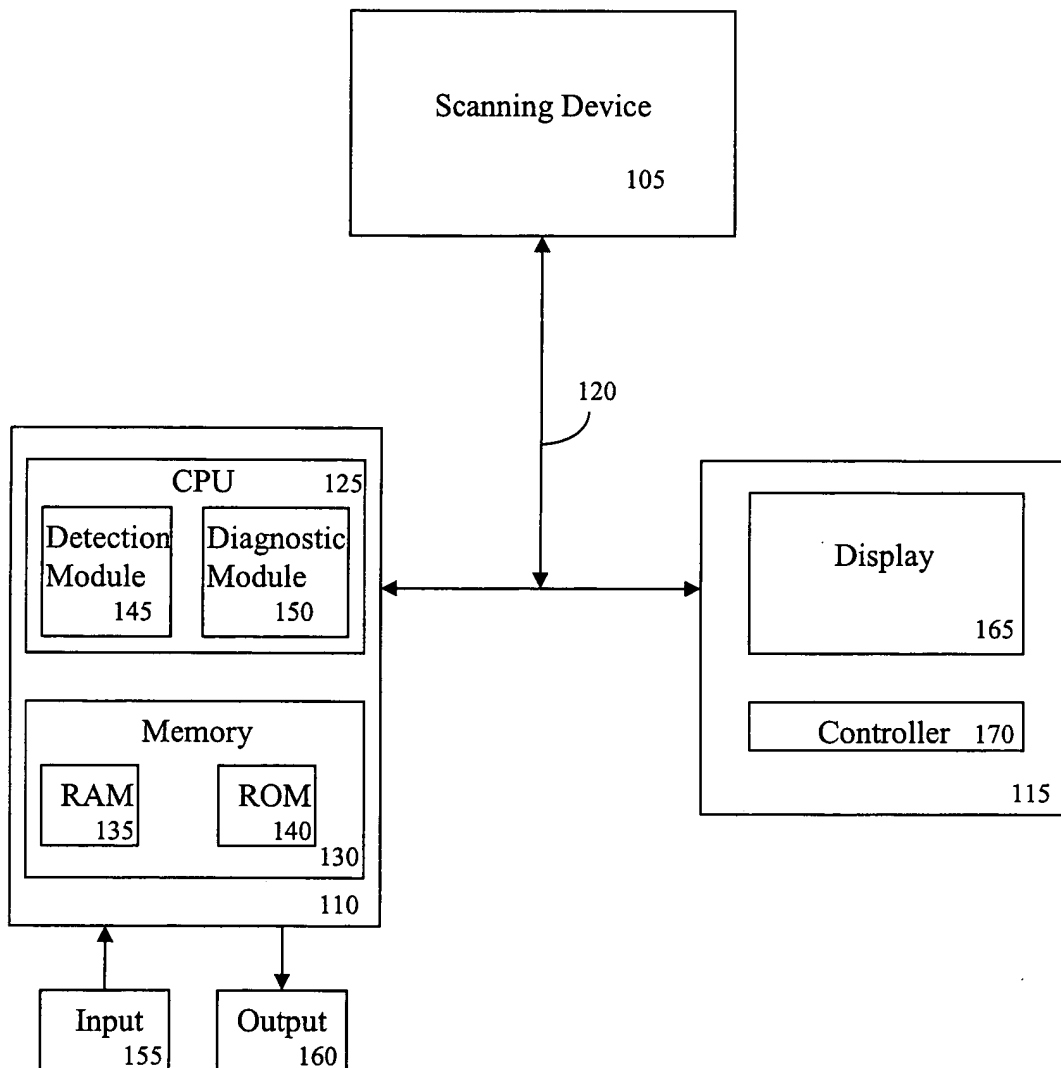 Scanning Device
105
120
CPU
125
Detection
Module
145
Diagnostic
Module
150
Memory
RAM
135
ROM
140
130
110
Display
165
Controller
170
115
Input
155
Output
160